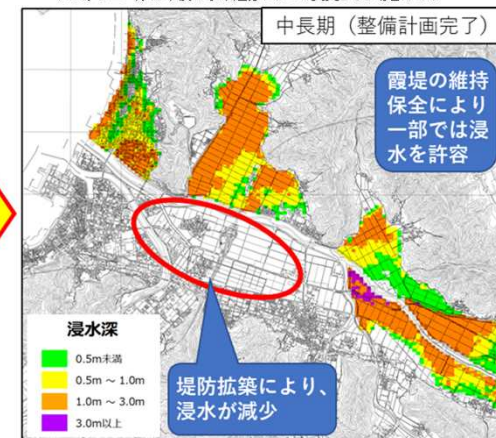 中長期（整備計画完了）
霞堤の維持
保全により
一部では浸
水を許容
浸水深
0.5m未満
0.5m ～ 1.0m
1.0m ～ 3.0m
3.0m以上
堤防拡築により、
浸水が減少